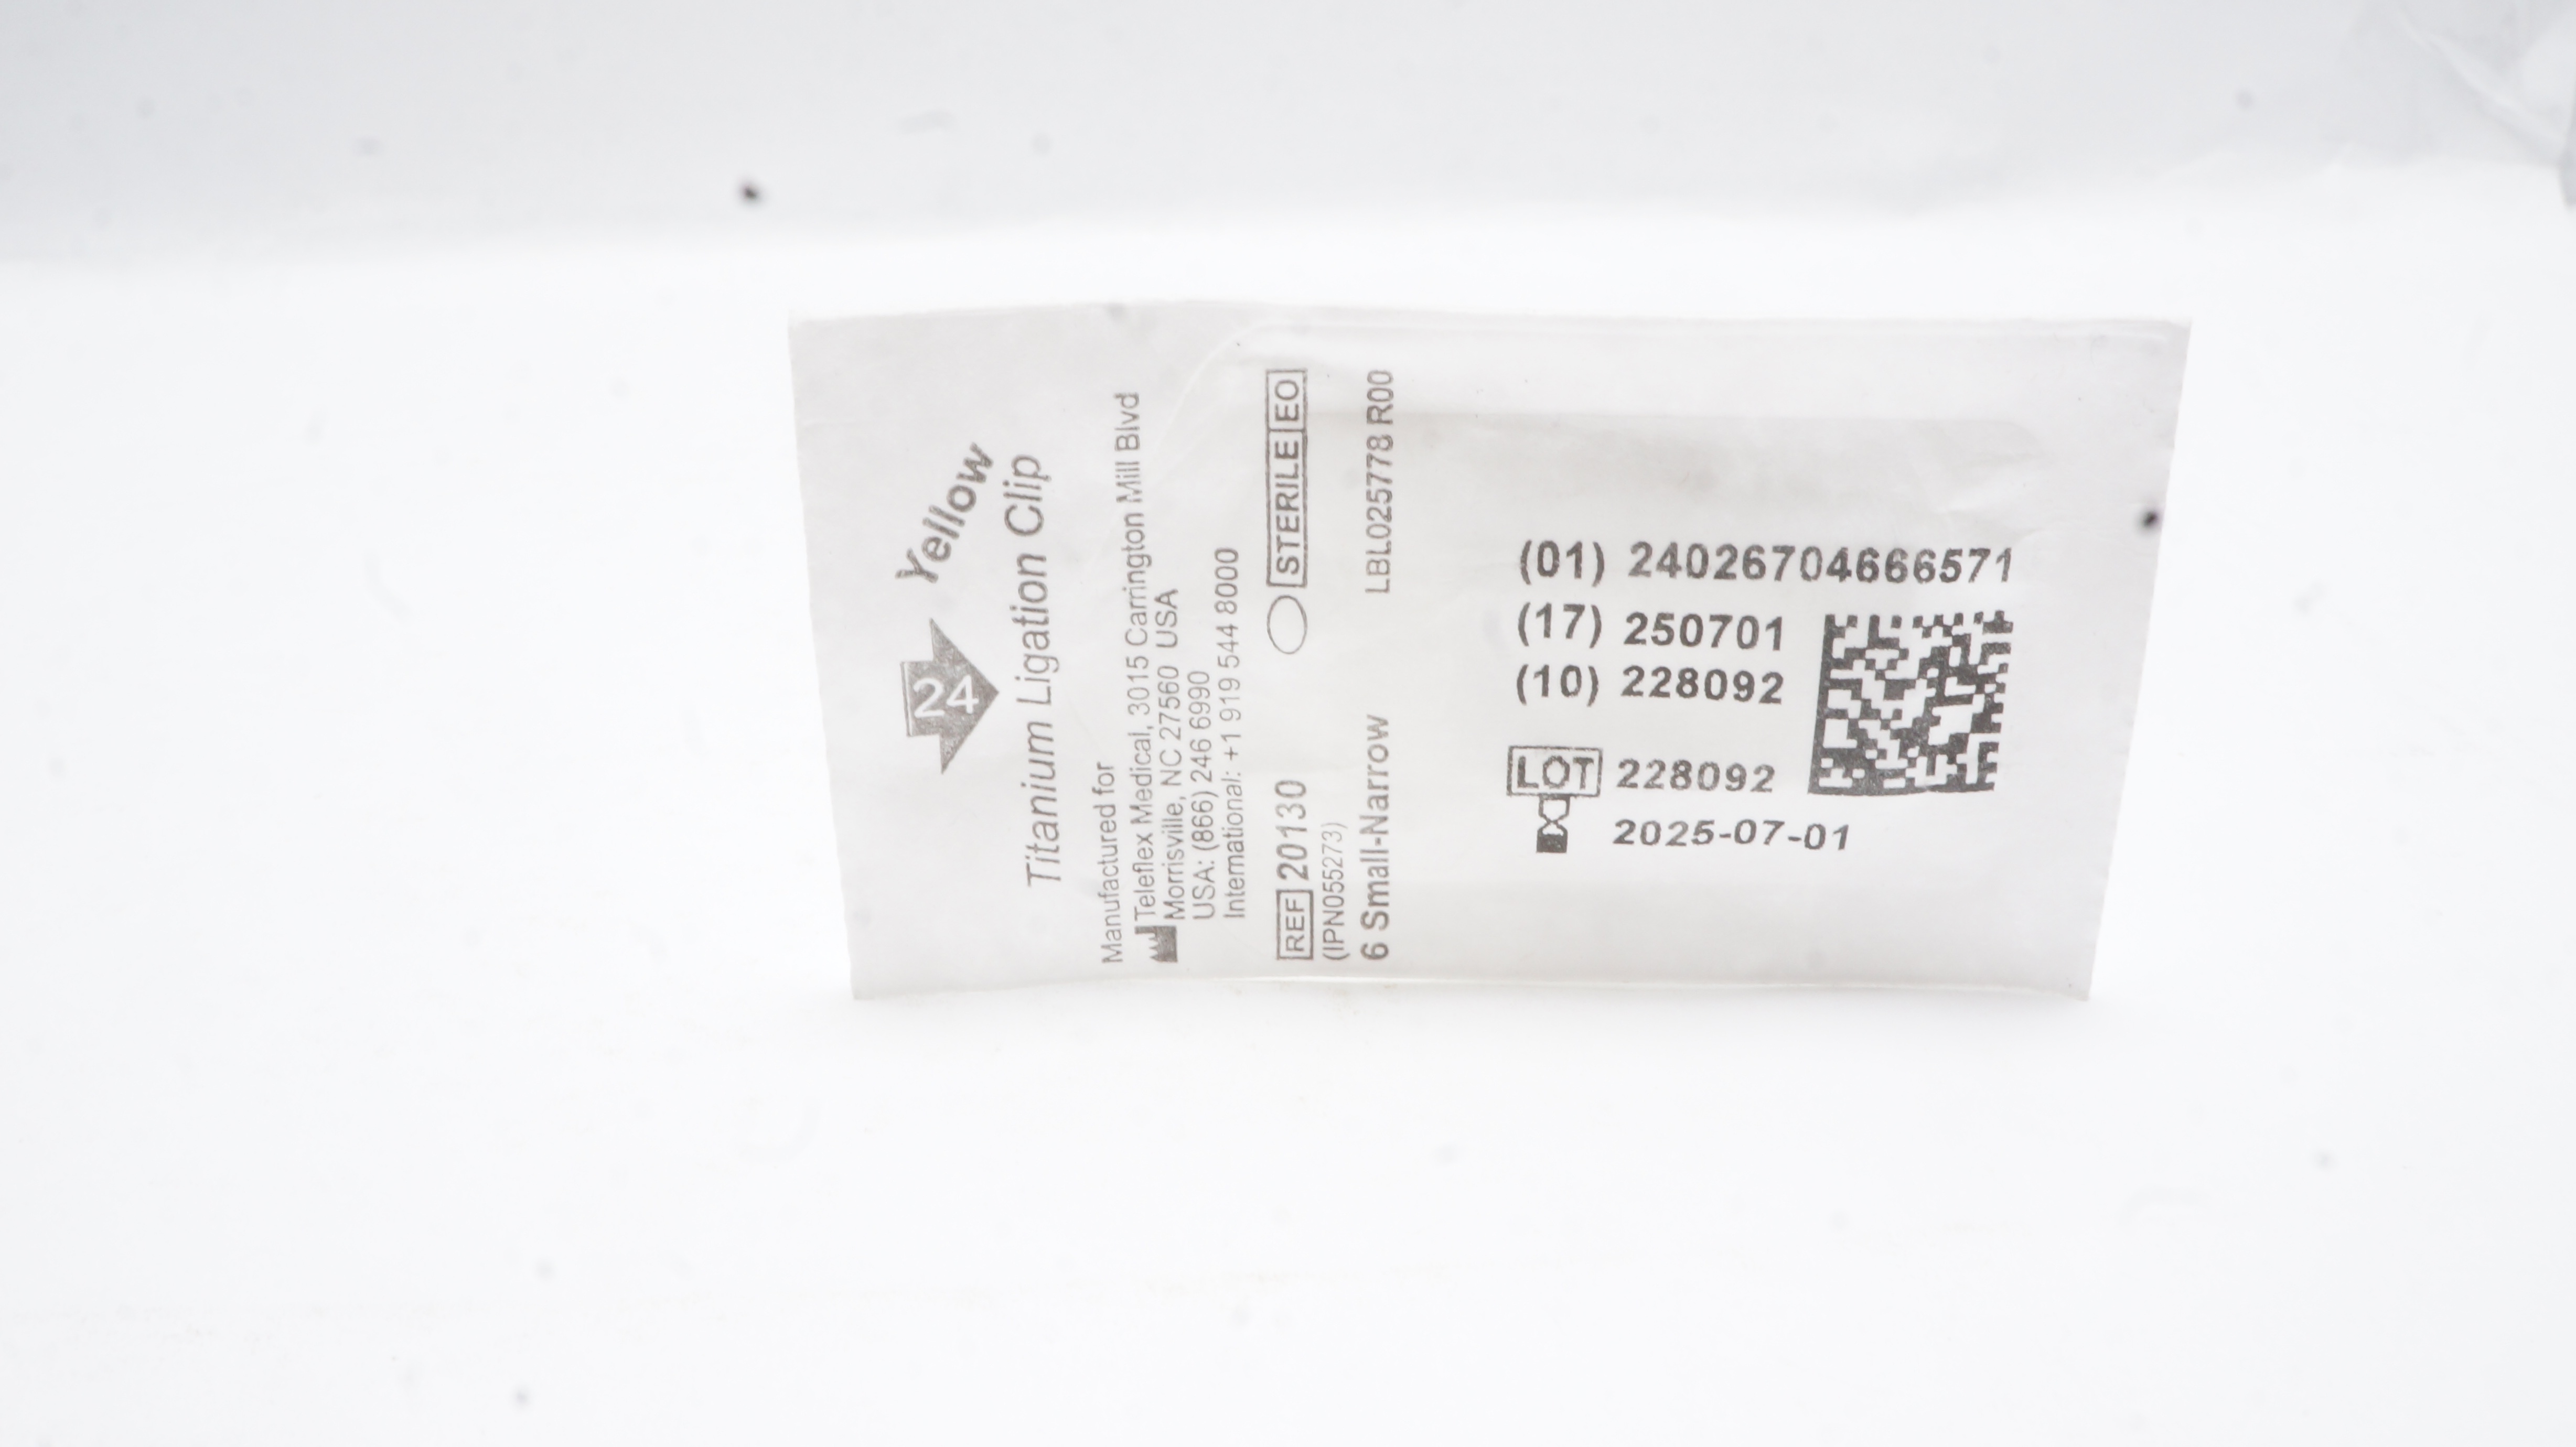 Yellow
24
Titanium Ligation Clip
Manufactured for
Teleflex Medical, 3015 Carrington Mill Blvd
Morrisville, NC 27560 USA
USA: (866) 246 6990
International: +1 919 544 8000
REF 20130
STERILE EO
(IPN055273)
6 Small-Narrow
LBL025778 R00
(01) 24026704666571
(17) 250701
(10) 228092
LOT 228092
2025-07-01